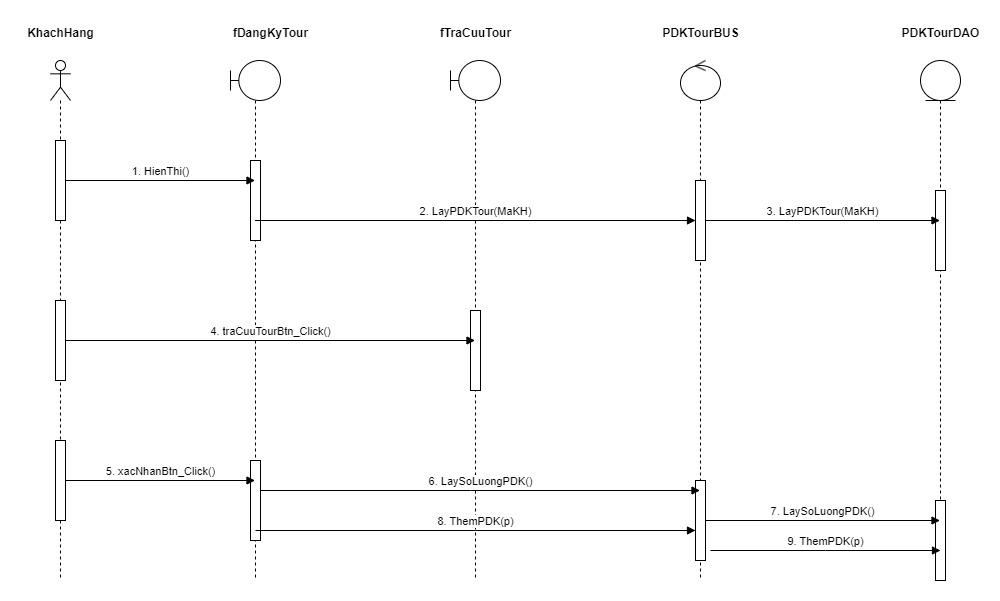 KhachHang
fDangKyTour
fTraCuuTour
PDKTourBUS
PDKTourDAO
1. HienThi()
2. LayPDKTour(MaKH)
3. LayPDKTour(MaKH)
4. traCuuTourBtn_Click()
5. xacNhanBtn_Click()
6. LaySoLuongPDK()
7. LaySoLuongPDK()
8. ThemPDK(p)
9. ThemPDK(p)